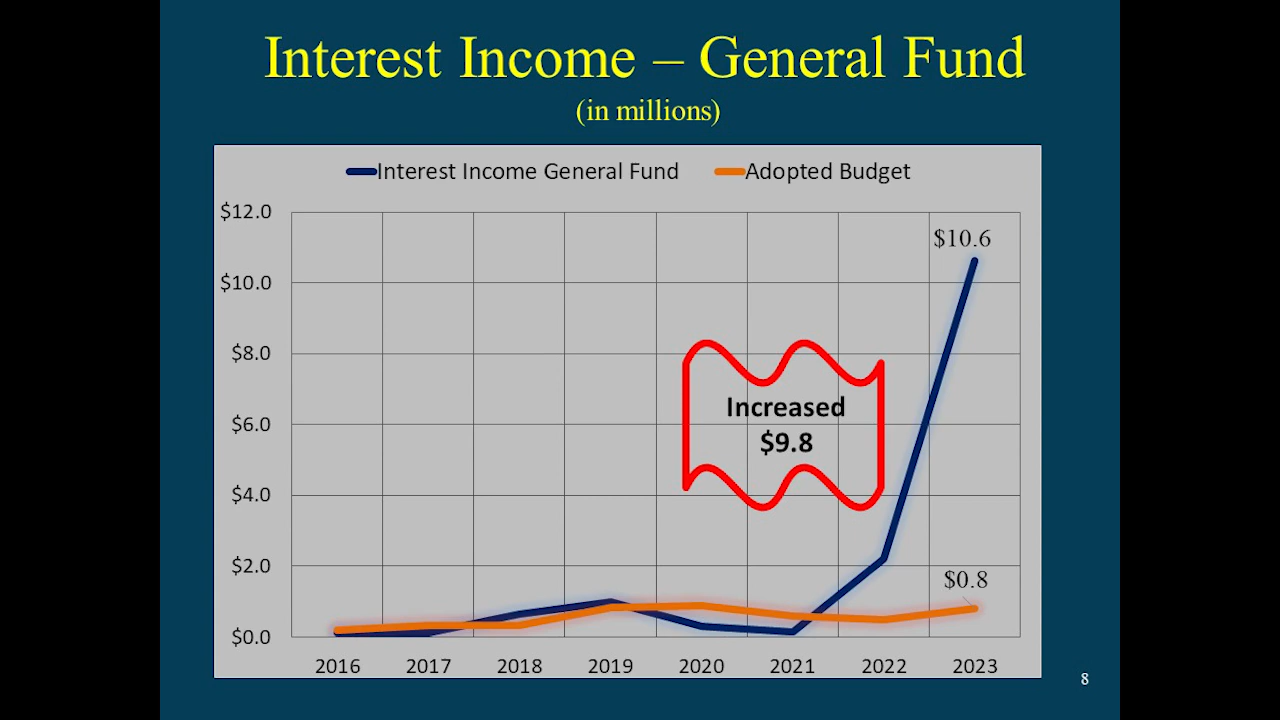 Interest Income – General Fund
(in millions)
Interest Income General Fund
Adopted Budget
$12.0
$10.6
$10.0
$8.0
Increased
$9.8
$6.0
$4.0
$2.0
$0.8
$0.0
2016 2017 2018 2019 2020 2021 2022 2023
8